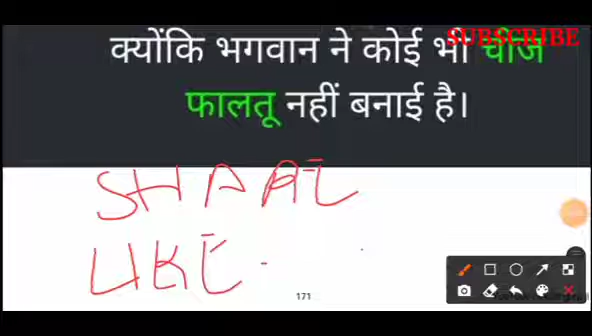 SUBSCRIBE
क्योंकि भगवान ने कोई भी चीज
फालतू नहीं बनाई है।
SHARE
LIKE
171